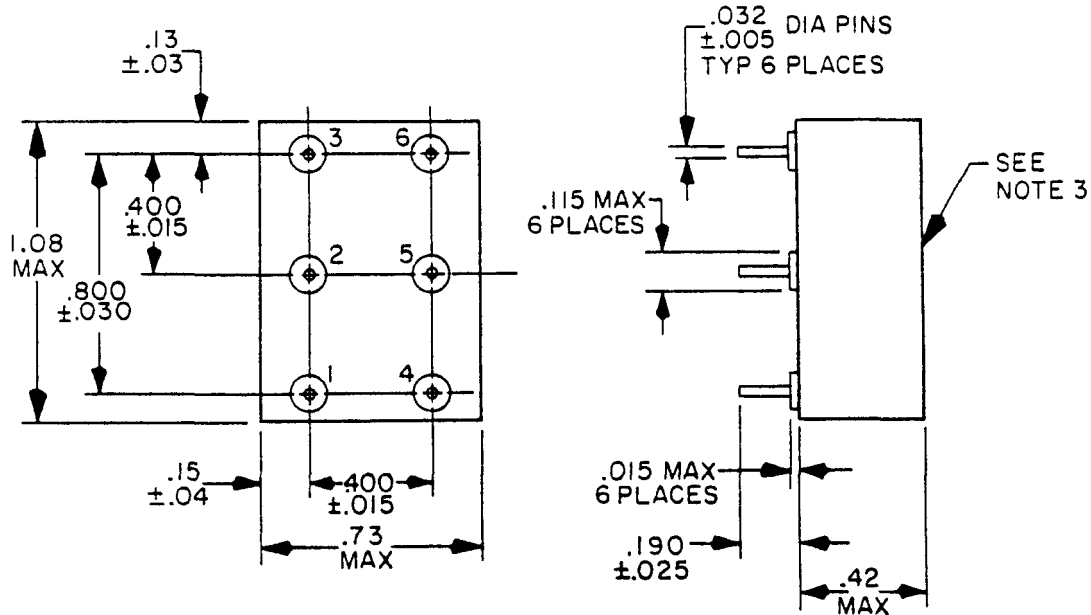 .13
±.03
.032 DIA PINS
±.005
TYP 6 PLACES
3
6
SEE
NOTE 3
.400
±.015
.115 MAX
6 PLACES
1.08
MAX
2
5
.800
±.030
1
4
.15
±.04
.400
±.015
.015 MAX
6 PLACES
.73
MAX
.190
±.025
.42
MAX